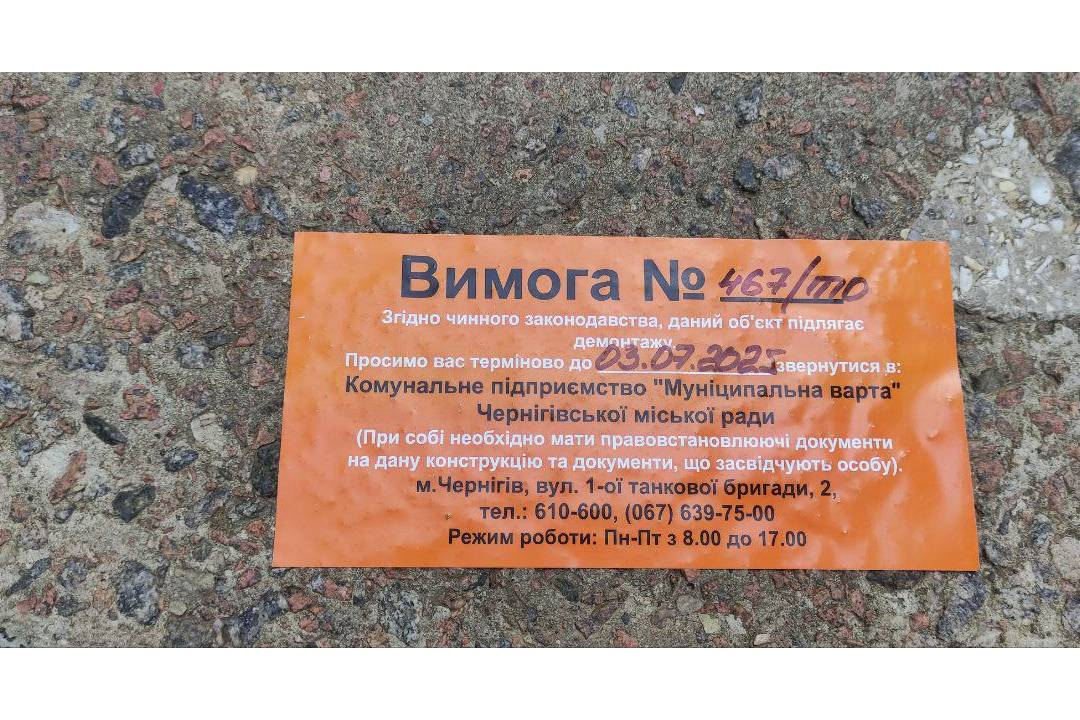 Вимога № 467/ТО
Згідно чинного законодавства, даний об'єкт підлягає
демонтажу.
Просимо вас терміново до 03.07.2025 звернутися в:
Комунальне підприємство "Муніципальна варта"
Чернігівської міської ради
(При собі необхідно мати правовстановлюючі документи
на дану конструкцію та документи, що засвідчують особу).
м.Чернігів, вул. 1-ої танкової бригади, 2,
тел.: 610-600, (067) 639-75-00
Режим роботи: Пн-Пт з 8.00 до 17.00